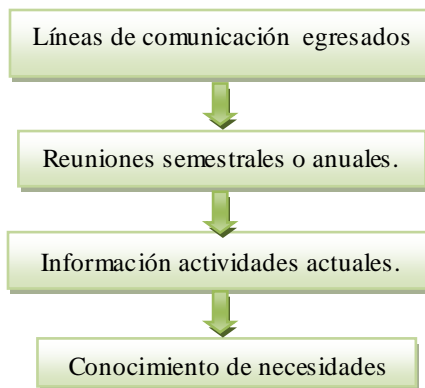 Líneas de comunicación egresados
Reuniones semestrales o anuales.
Información actividades actuales.
Conocimiento de necesidades